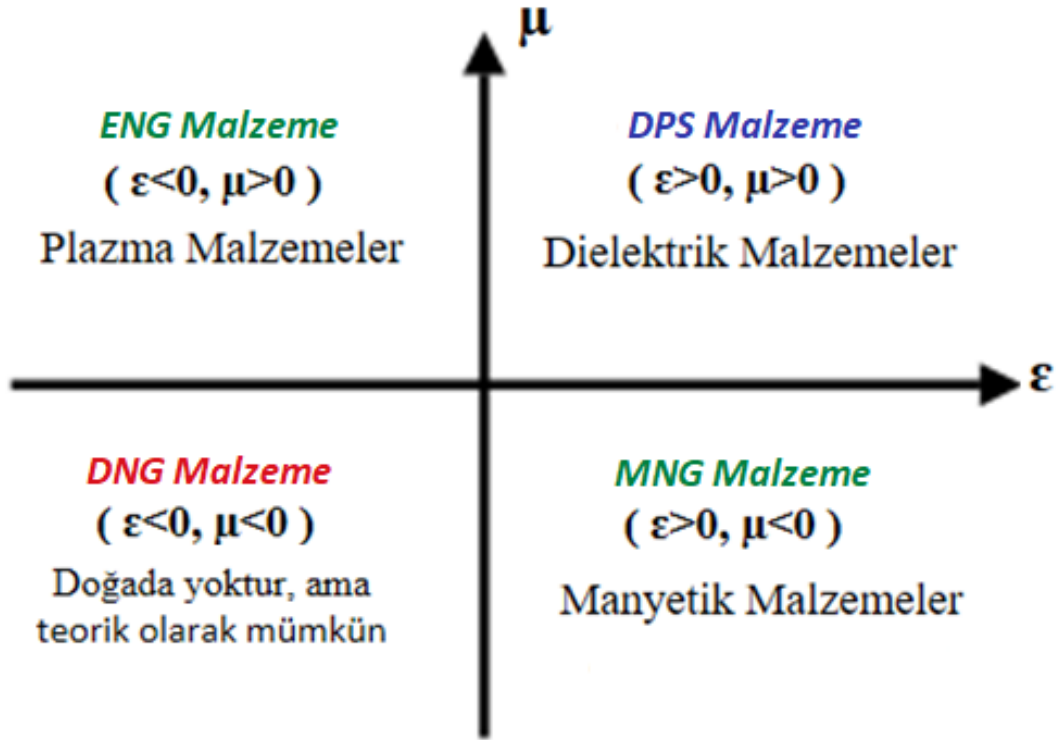 μ
ENG Malzeme
( ε<0, μ>0 )
Plazma Malzemeler
DPS Malzeme
( ε>0, μ>0 )
Dielektrik Malzemeler
ε
DNG Malzeme
( ε<0, μ<0 )
Doğada yoktur, ama
teorik olarak mümkün
MNG Malzeme
( ε>0, μ<0 )
Manyetik Malzemeler